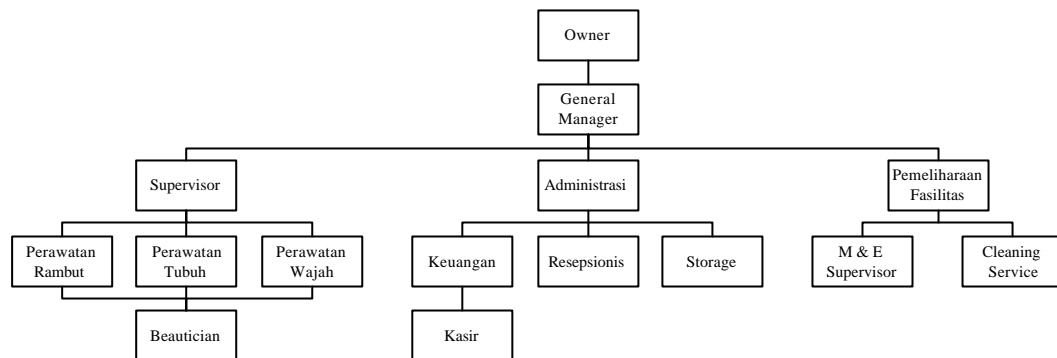 Owner
General
Manager
Supervisor
Administrasi
Pemeliharaan
Fasilitas
Perawatan
Rambut
Perawatan
Tubuh
Perawatan
Wajah
Keuangan
Resepsionis
Storage
M & E
Supervisor
Cleaning
Service
Beautician
Kasir